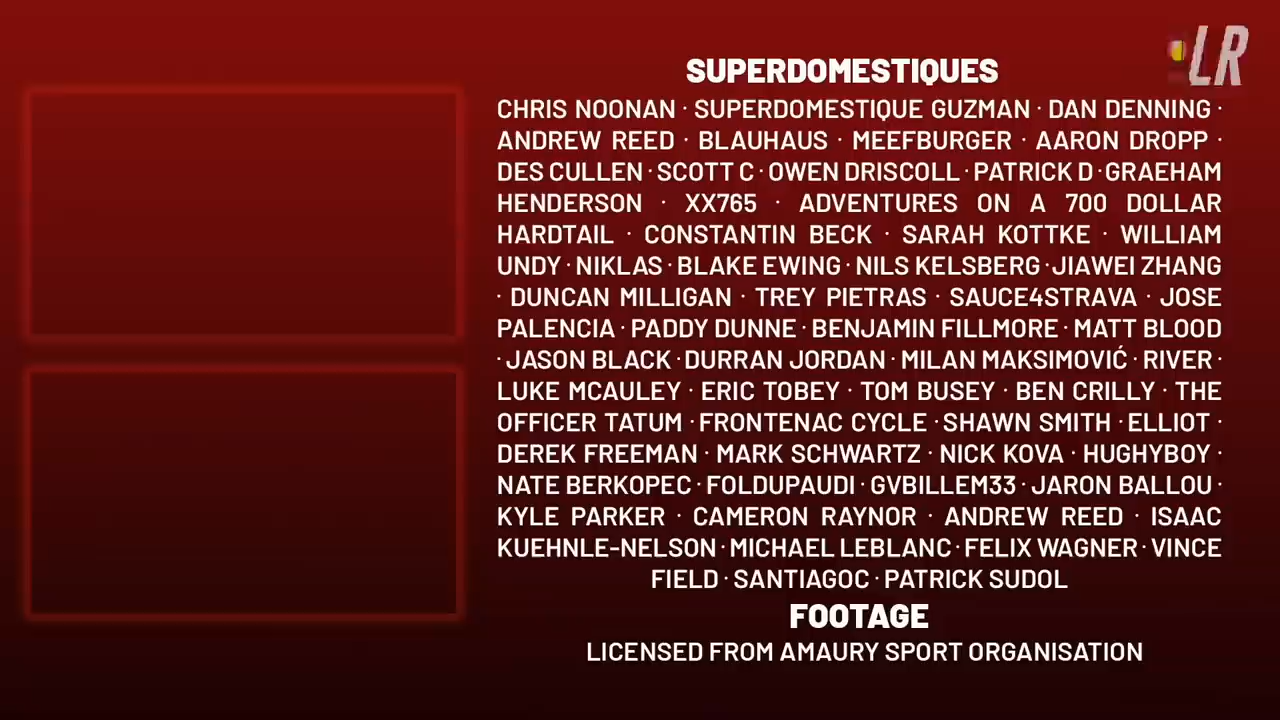 LR
SUPERDOMESTIQUES
CHRIS NOONAN · SUPERDOMESTIQUE GUZMAN · DAN DENNING ·
ANDREW REED · BLAUHAUS · MEEFBURGER · AARON DROPP ·
DES CULLEN · SCOTT C · OWEN DRISCOLL · PATRICK D · GRAEHAM
HENDERSON · XX765 · ADVENTURES ON A 700 DOLLAR
HARDTAIL · CONSTANTIN BECK · SARAH KOTTKE · WILLIAM
UNDY · NIKLAS · BLAKE EWING · NILS KELSBERG · JIAWEI ZHANG
· DUNCAN MILLIGAN · TREY PIETRAS · SAUCE4STRAVA · JOSE
PALENCIA · PADDY DUNNE · BENJAMIN FILLMORE · MATT BLOOD
· JASON BLACK · DURRAN JORDAN · MILAN MAKSIMOVIĆ · RIVER ·
LUKE MCAULEY · ERIC TOBEY · TOM BUSEY · BEN CRILLY · THE
OFFICER TATUM · FRONTENAC CYCLE · SHAWN SMITH · ELLIOT ·
DEREK FREEMAN · MARK SCHWARTZ · NICK KOVA · HUGHYBOY ·
NATE BERKOPEC · FOLDUPAUDI · GVBILLEM33 · JARON BALLOU ·
KYLE PARKER · CAMERON RAYNOR · ANDREW REED · ISAAC
KUEHNLE-NELSON · MICHAEL LEBLANC · FELIX WAGNER · VINCE
FIELD · SANTIAGOC · PATRICK SUDOL
FOOTAGE
LICENSED FROM AMAURY SPORT ORGANISATION